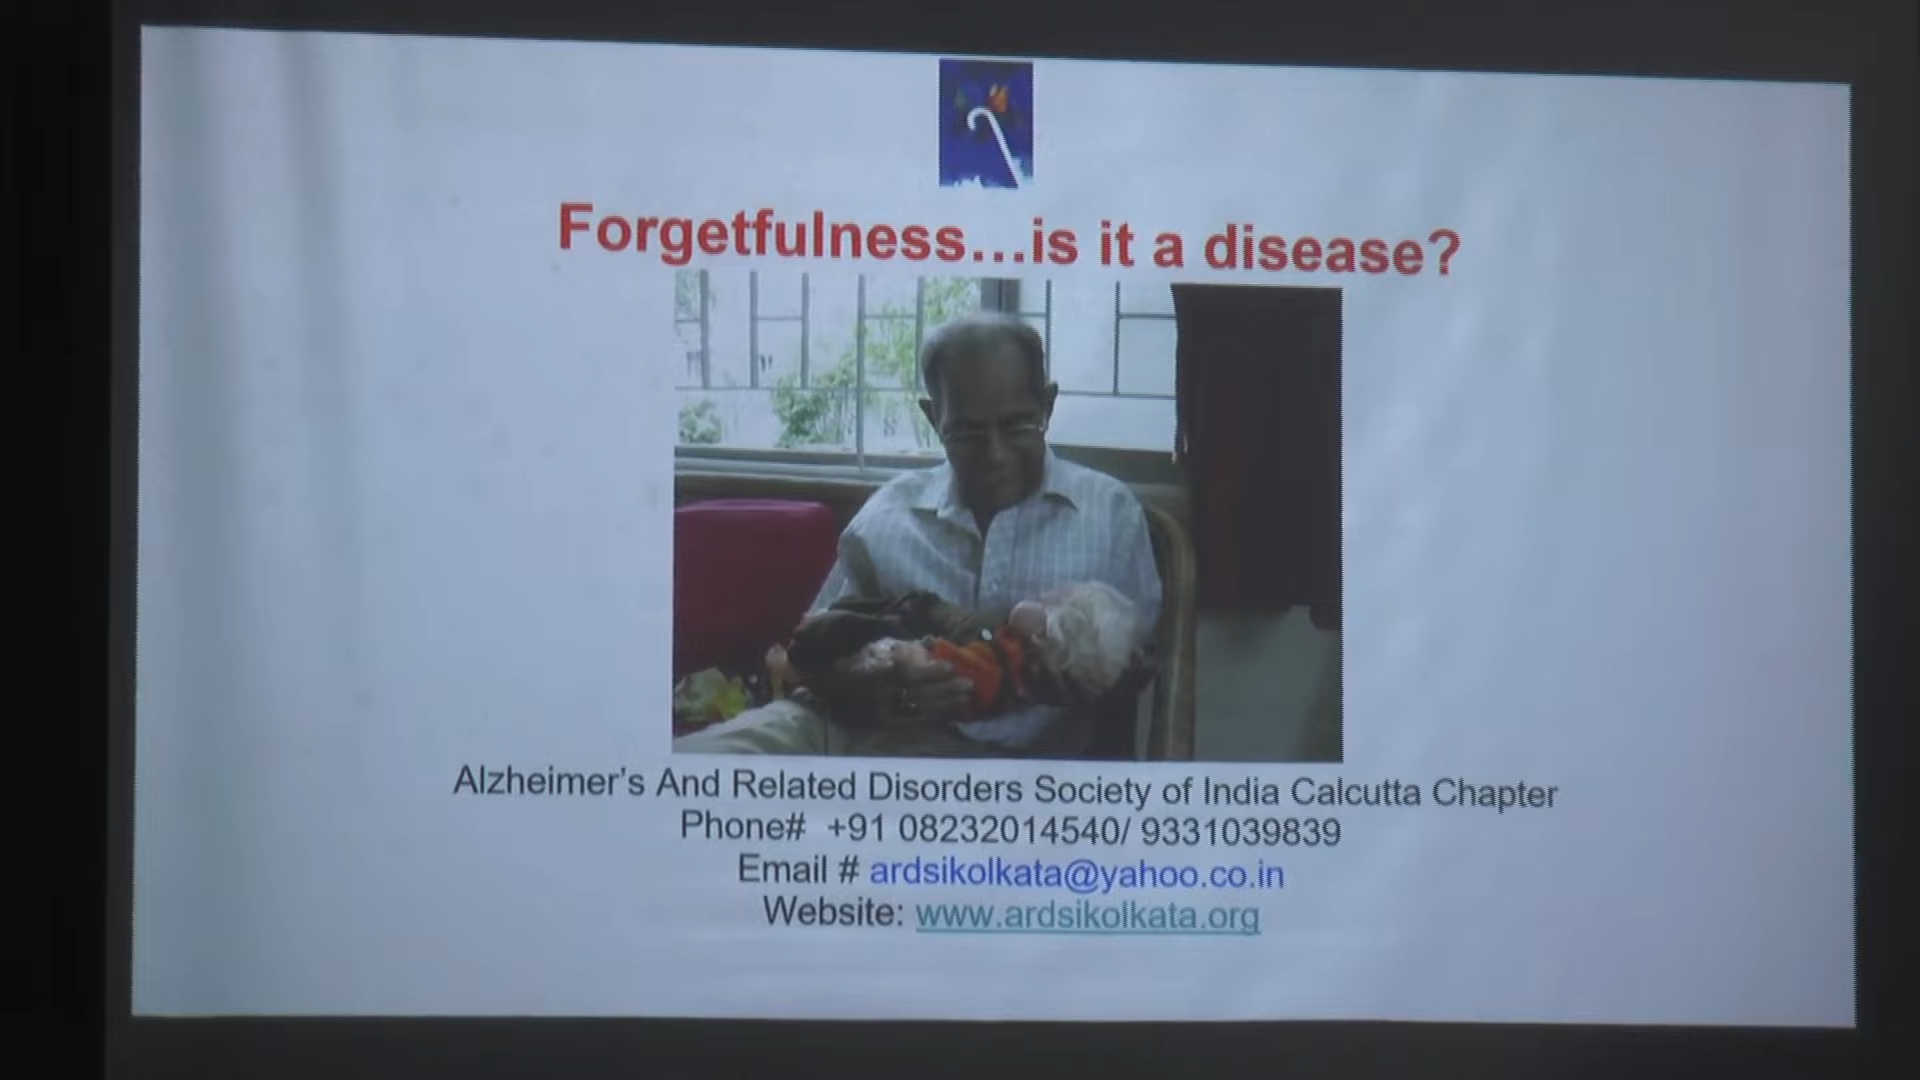 Forgetfulness...is it a disease?
Alzheimer's And Related Disorders Society of India Calcutta Chapter
Phone# +91 08232014540/ 9331039839
Email # ardsikolkata@yahoo.co.in
Website: www.ardsikolkata.org